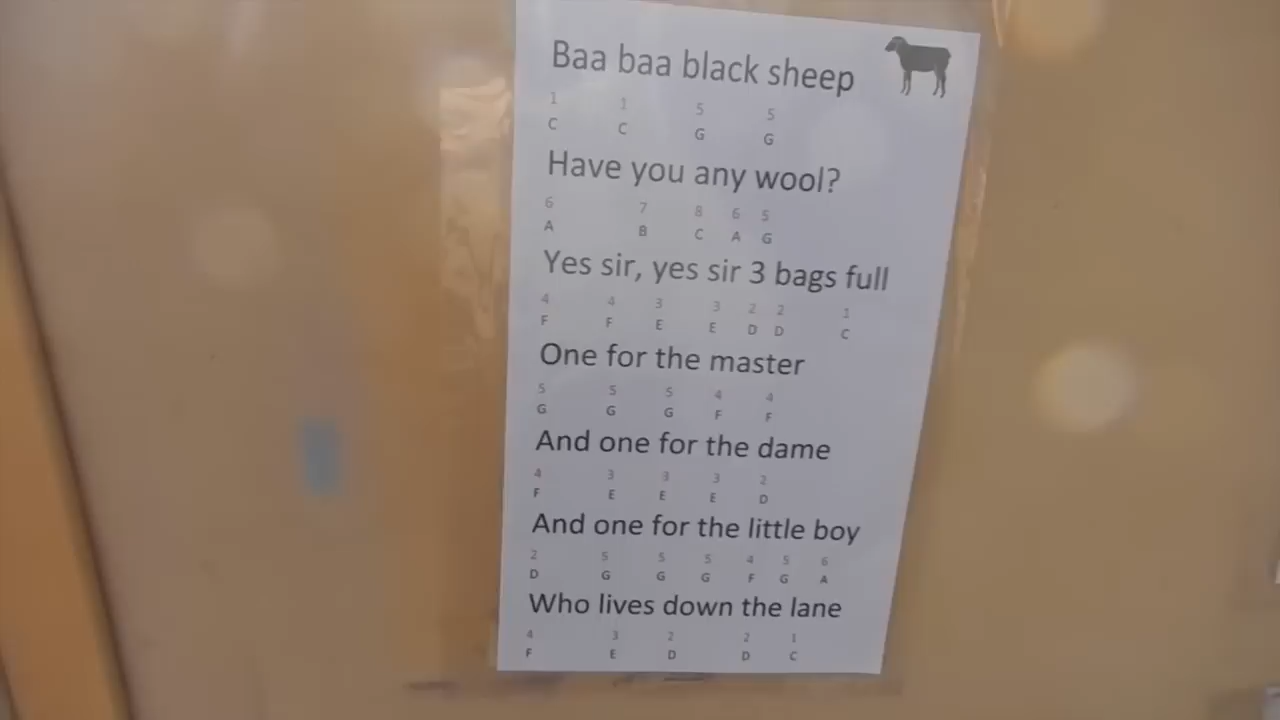 Baa baa black sheep
1 1 5 5
C C G G
Have you any wool?
6 7 8 6 5
A B C A G
Yes sir, yes sir 3 bags full
4 4 3 3 2 2 1
F F E E D D C
One for the master
5 5 5 4 4
G G G F F
And one for the dame
4 3 3 3 2
F E E E D
And one for the little boy
2 5 5 5 4 5 6
D G G G F G A
Who lives down the lane
4 3 2 2 1
F E D D C